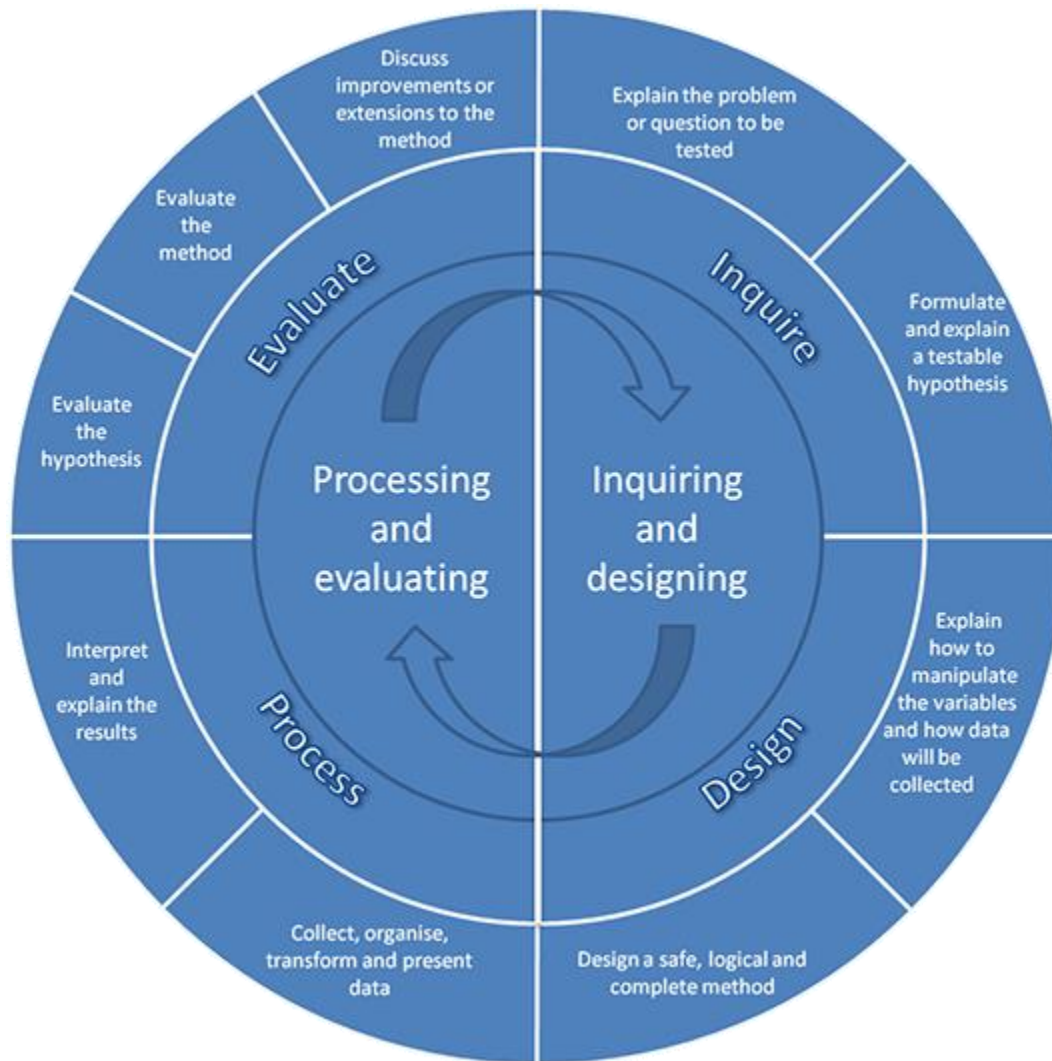 Explain the problem
or question to be
tested
Formulate
and explain
a testable
hypothesis
Explain
how to
manipulate
the variables
and how data
will be
collected
Design a safe, logical and
complete method
Collect, organise,
transform and present
data
Interpret
and
explain the
results
Evaluate
the
hypothesis
Evaluate
the
method
Discuss
improvements or
extensions to the
method
Inquire
Design
Process
Evaluate
Inquiring
and
designing
Processing
and
evaluating